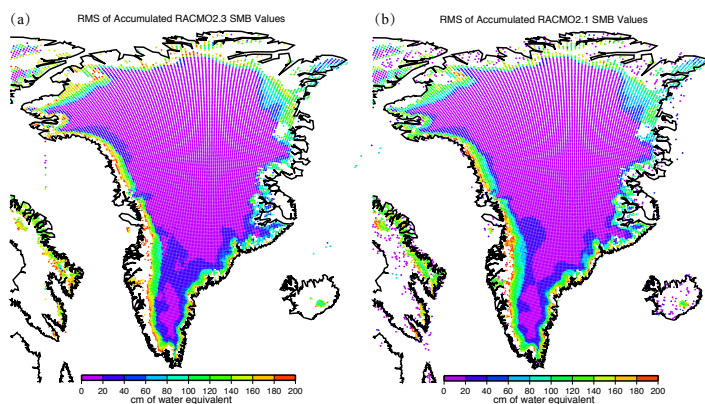 (a) RMS of Accumulated RACMO2.3 SMB Values
(b) RMS of Accumulated RACMO2.1 SMB Values
0 20 40 60 80 100 120 140 160 180 200
cm of water equivalent
0 20 40 60 80 100 120 140 160 180 200
cm of water equivalent